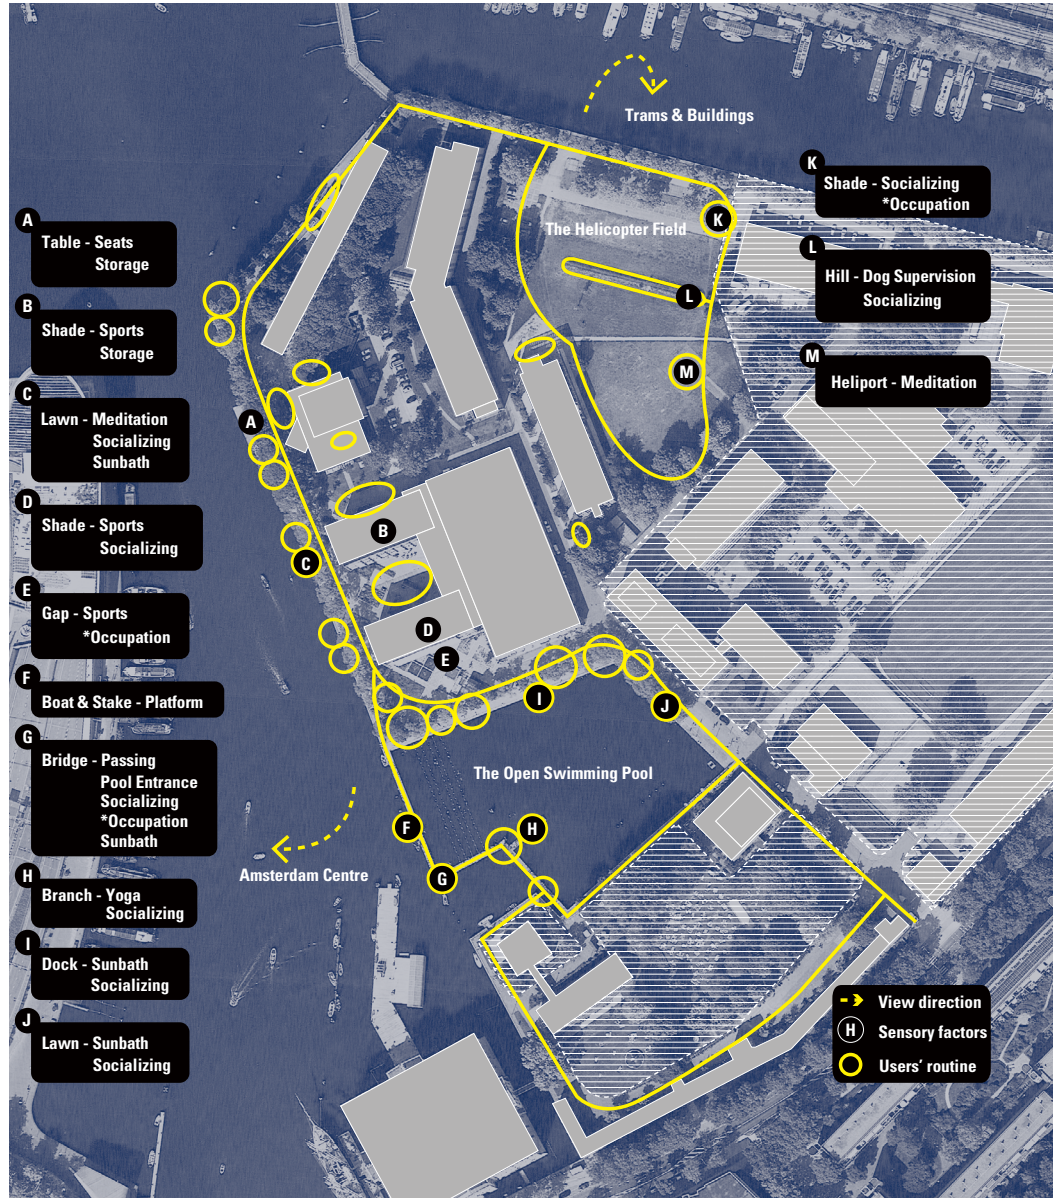 Trams & Buildings
K
Shade - Socializing
*Occupation
A
Table - Seats
Storage
K
The Helicopter Field
L
Hill - Dog Supervision
Socializing
L
B
Shade - Sports
Storage
M
Heliport - Meditation
M
C
Lawn - Meditation
Socializing
Sunbath
A
D
Shade - Sports
Socializing
B
C
E
Gap - Sports
*Occupation
D
E
F
Boat & Stake - Platform
I
J
G
Bridge - Passing
Pool Entrance
Socializing
*Occupation
Sunbath
The Open Swimming Pool
F
H
G
Amsterdam Centre
H
Branch - Yoga
Socializing
I
Dock - Sunbath
Socializing
J
Lawn - Sunbath
Socializing
View direction
H Sensory factors
Users' routine